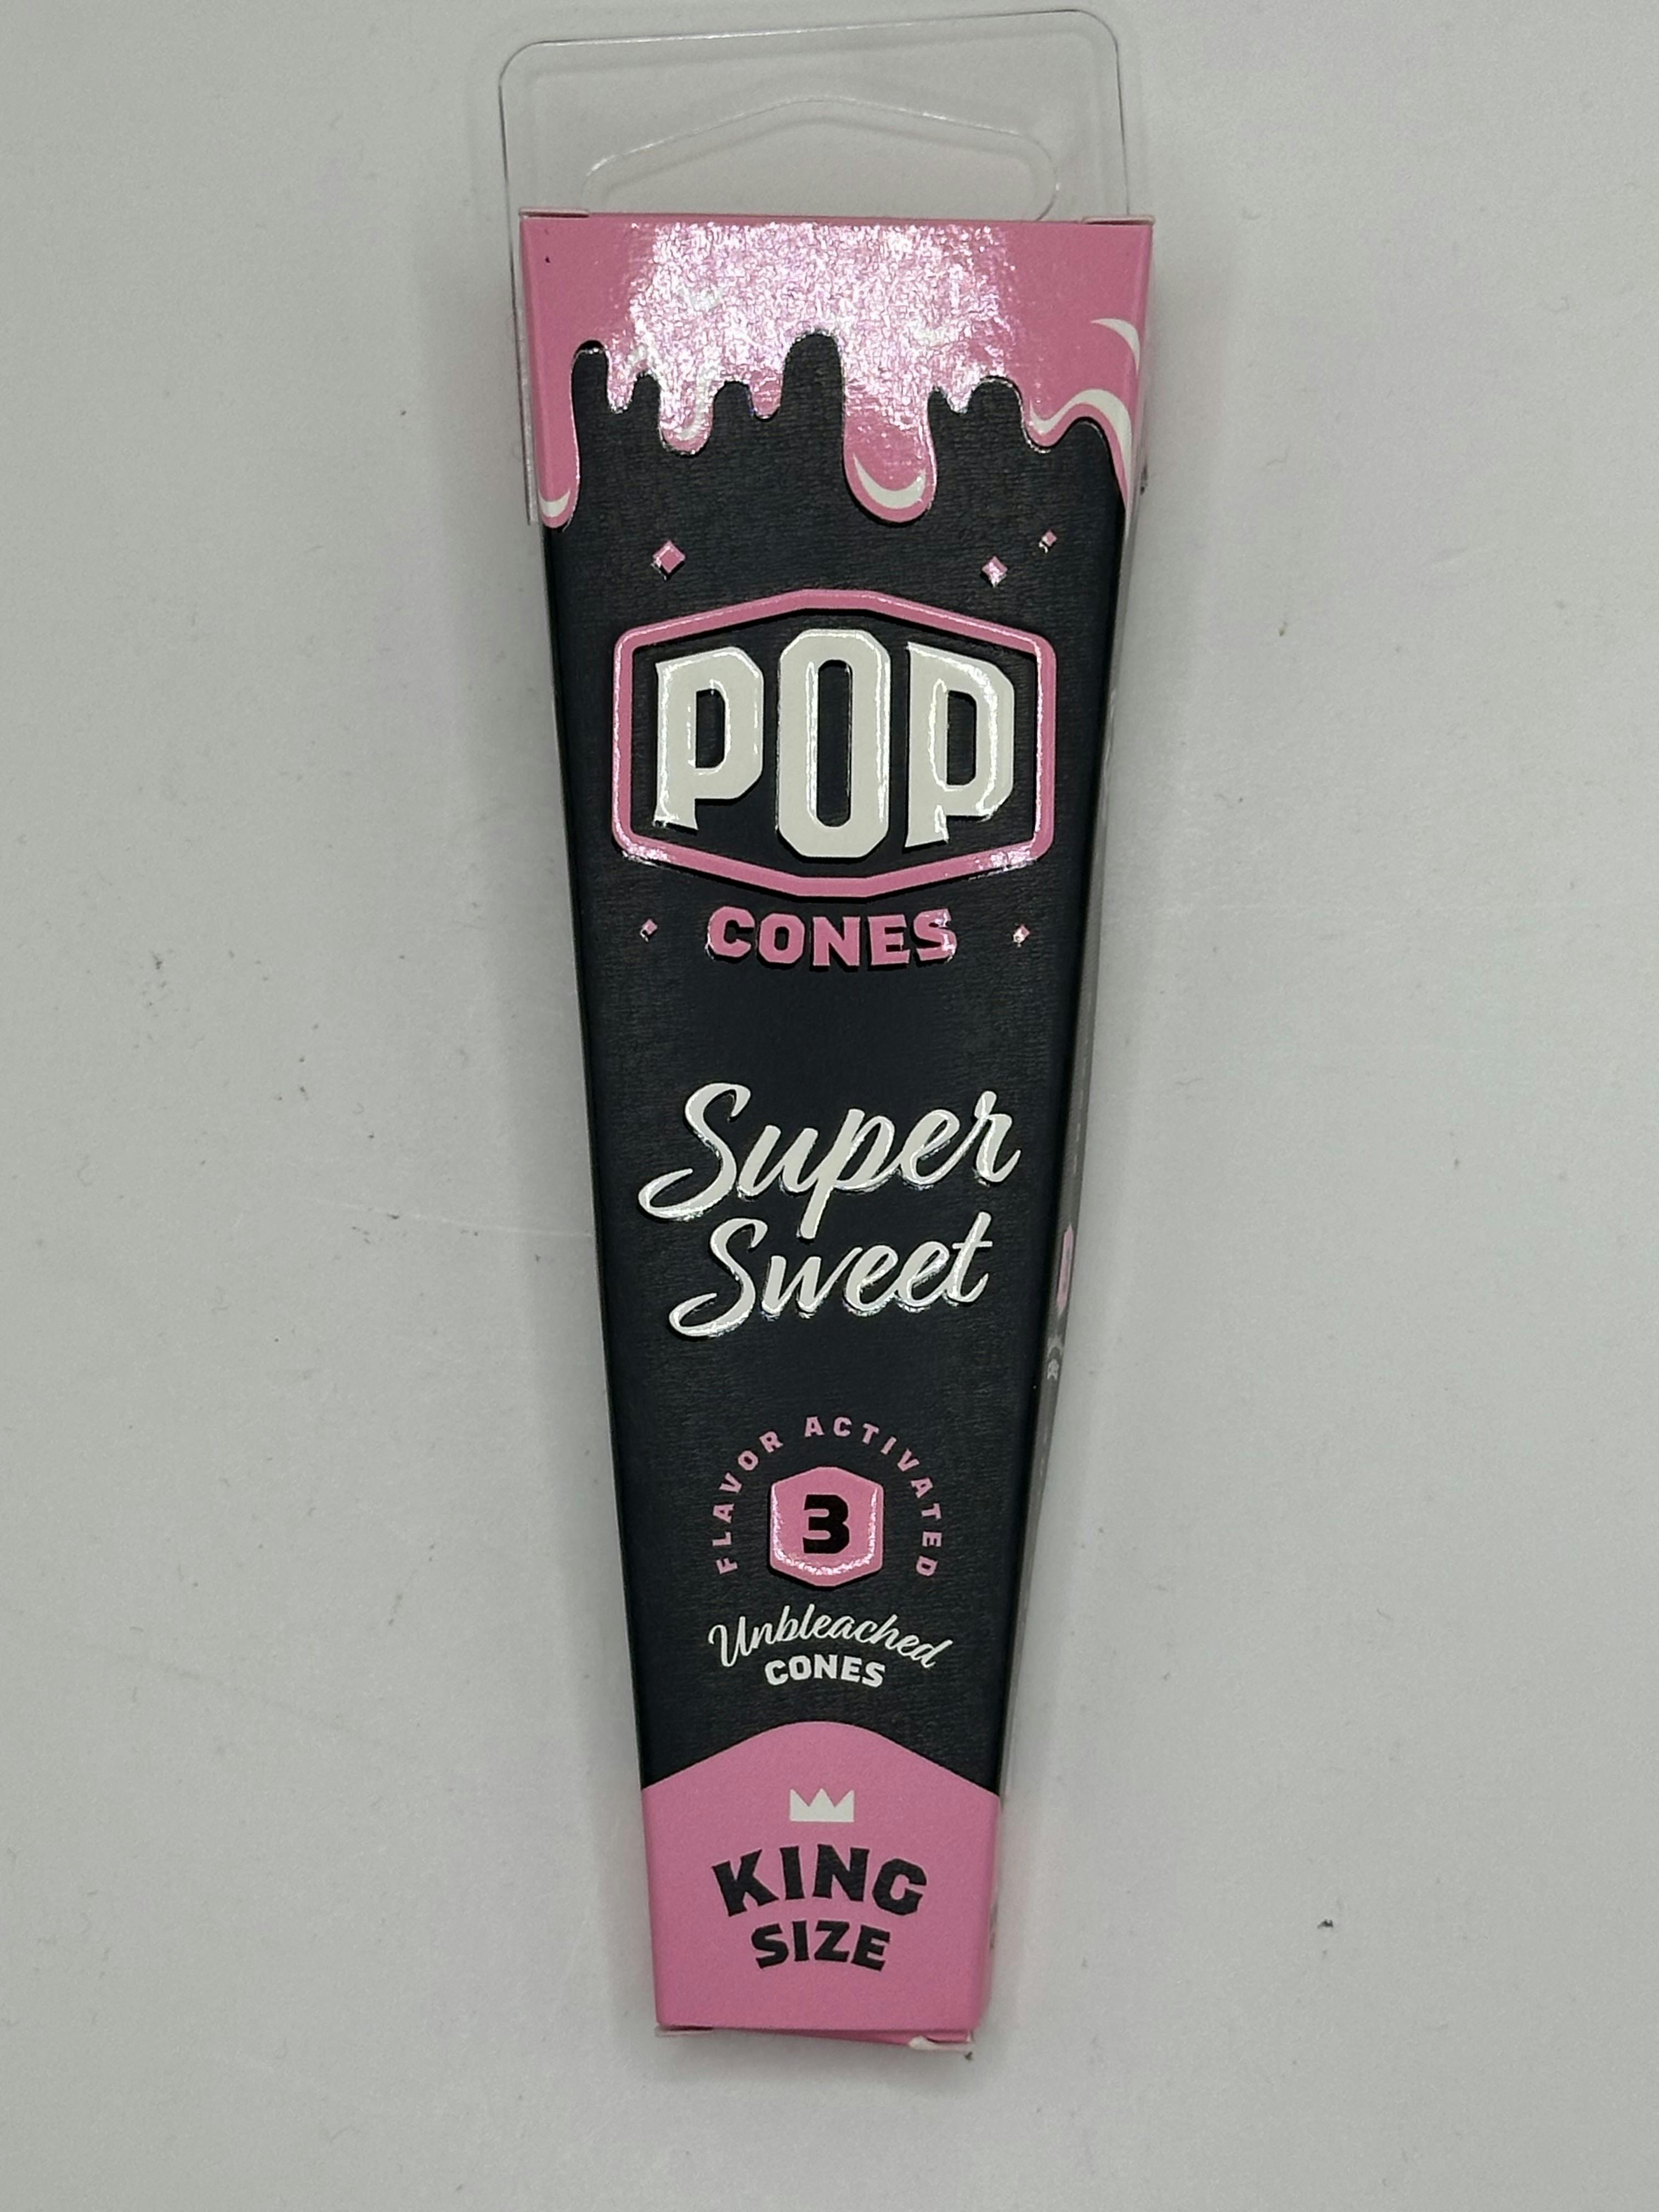 POP
CONES
Super
Sweet
FLAVOR ACTIVATED
3
Unbleached
CONES
KING
SIZE